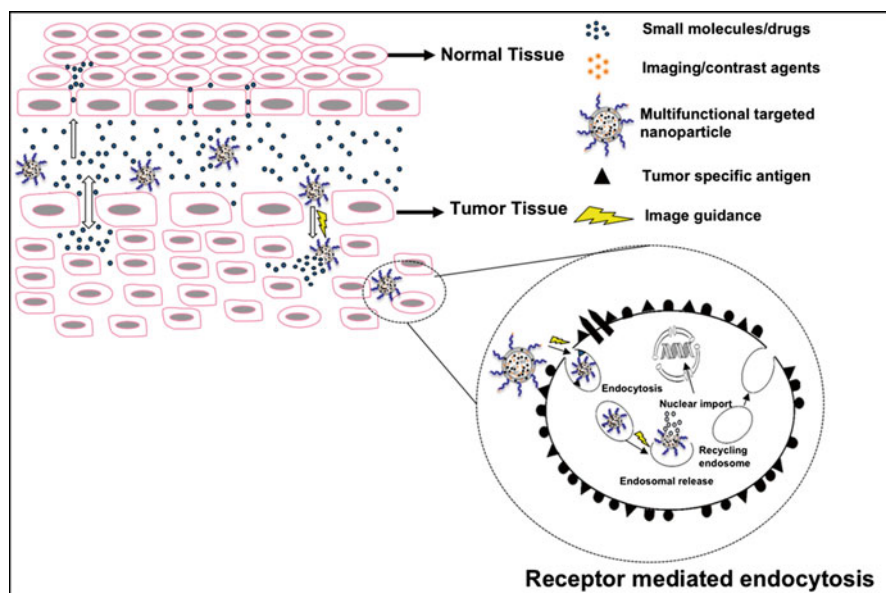 Normal Tissue
Tumor Tissue
Small molecules/drugs
Imaging/contrast agents
Multifunctional targeted
nanoparticle
Tumor specific antigen
Image guidance
Endocytosis
Nuclear import
Recycling
endosome
Endosomal release
Receptor mediated endocytosis